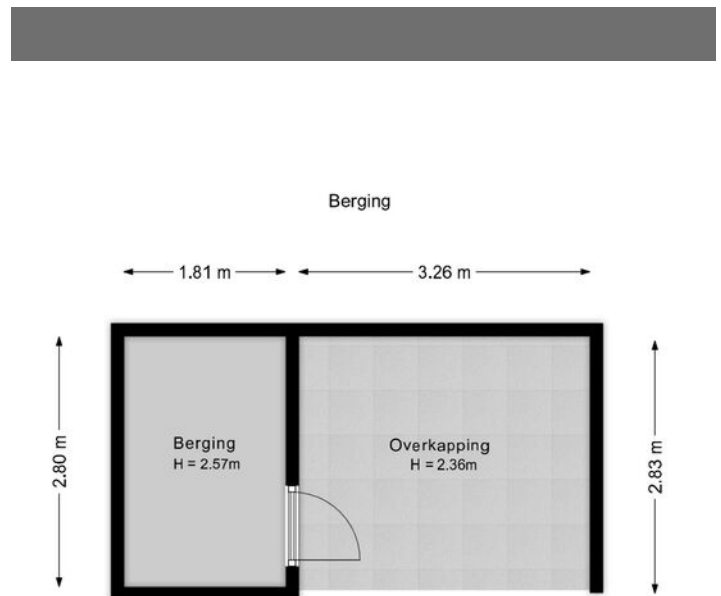 Berging
1.81 m
3.26 m
2.80 m
Berging
H = 2.57m
Overkapping
H = 2.36m
2.83 m